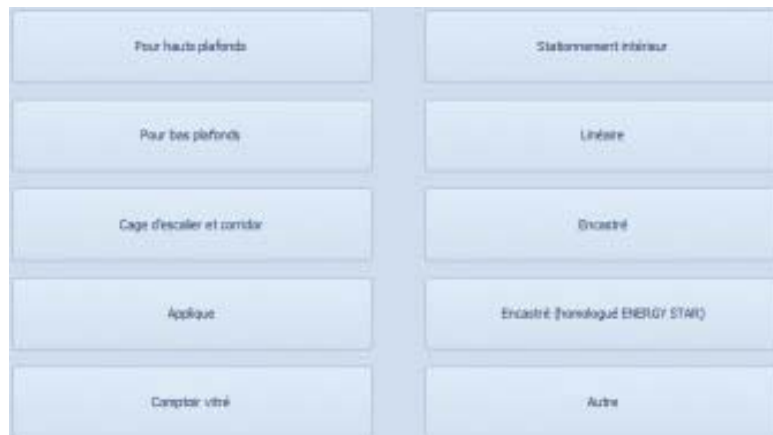 Pour hauts plafonds
Stationnement intérieur
Pour bas plafonds
Linéaire
Cage d'escalier et corridor
Encastré
Applique
Encastré (homologué ENERGY STAR)
Comptoir vitré
Autre